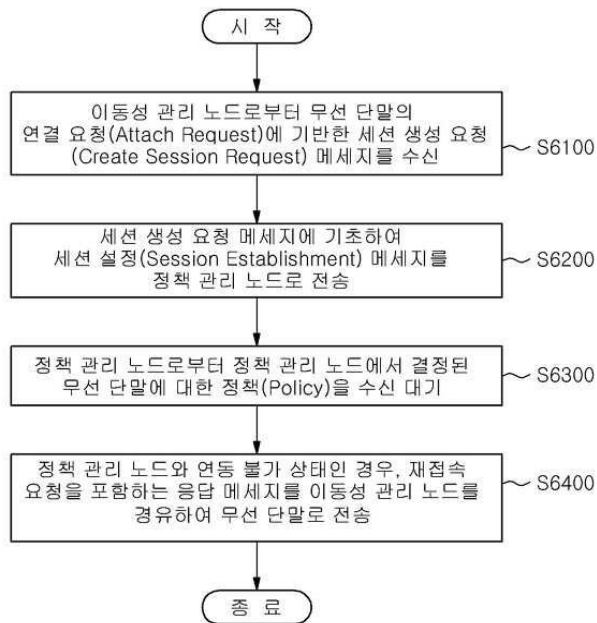 시 작
이동성 관리 노드로부터 무선 단말의
연결 요청(Attach Request)에 기반한 세션 생성 요청
(Create Session Request) 메세지를 수신
S6100
세션 생성 요청 메세지에 기초하여
세션 설정(Session Establishment) 메세지를
정책 관리 노드로 전송
S6200
정책 관리 노드로부터 정책 관리 노드에서 결정된
무선 단말에 대한 정책(Policy)을 수신 대기
S6300
정책 관리 노드와 연동 불가 상태인 경우, 재접속
요청을 포함하는 응답 메세지를 이동성 관리 노드를
경유하여 무선 단말로 전송
S6400
종 료